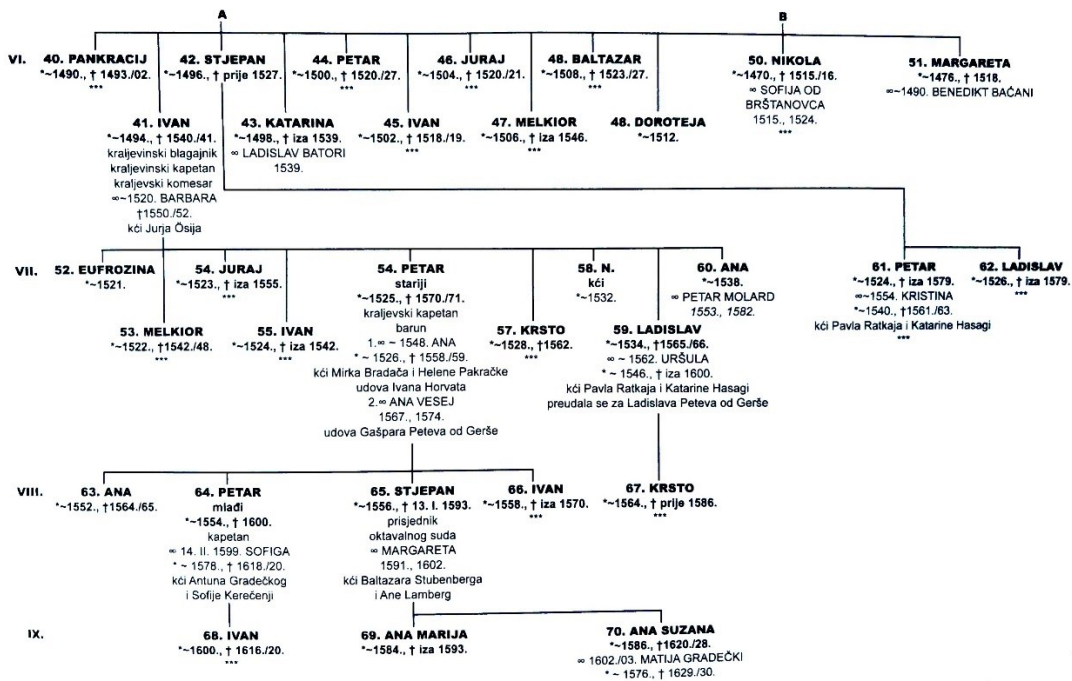 A
B
VI.
40. PANKRACIJ
*~1490., † 1493./02.
***
41. IVAN
*~1494., † 1540./41.
kraljevinski blagajnik
kraljevinski kapetan
kraljevski komesar
∞~1520. BARBARA
†1550./52.
kći Jurja Ösija
42. STJEPAN
*~1496., † prije 1527.
43. KATARINA
*~1498., † iza 1539.
∞ LADISLAV BATORI
1539.
44. PETAR
*~1500., † 1520./27.
***
45. IVAN
*~1502., † 1518./19.
***
46. JURAJ
*~1504., † 1520./21.
***
47. MELKIOR
*~1506., † iza 1546.
***
48. BALTAZAR
*~1508., † 1523./27.
***
48. DOROTEJA
*~1512.
50. NIKOLA
*~1470., † 1515./16.
∞ SOFIJA OD
BRŠTANOVCA
1515., 1524.
***
51. MARGARETA
*~1476., † 1518.
∞~1490. BENEDIKT BAĆANI
VII.
52. EUFROZINA
*~1521.
53. MELKIOR
*~1522., †1542./48.
***
54. JURAJ
*~1523., † iza 1555.
***
55. IVAN
*~1524., † iza 1542.
***
54. PETAR
stariji
*~1525., † 1570./71.
kraljevski kapetan
barun
1.∞ ~ 1548. ANA
* ~ 1526., † 1558./59.
kći Mirka Bradača i Helene Pakračke
udova Ivana Horvata
2.∞ ANA VESEJ
1567., 1574.
udova Gašpara Peteva od Gerše
57. KRSTO
*~1528., †1562.
***
58. N.
kći
*~1532.
59. LADISLAV
*~1534., †1565./66.
∞ ~ 1562. URŠULA
* ~ 1546., † iza 1600.
kći Pavla Ratkaja i Katarine Hasagi
preudala se za Ladislava Peteva od Gerše
60. ANA
*~1538.
∞ PETAR MOLARD
1553., 1582.
61. PETAR
*~1524., † iza 1579.
∞~1554. KRISTINA
*~1540., †1561./63.
kći Pavla Ratkaja i Katarine Hasagi
***
62. LADISLAV
*~1526., † iza 1579.
***
VIII.
63. ANA
*~1552., †1564./65.
64. PETAR
mlađi
*~1554., † 1600.
kapetan
∞ 14. II. 1599. SOFIGA
* ~ 1578., † 1618./20.
kći Antuna Gradečkog
i Sofije Kerečenji
65. STJEPAN
*~1556., † 13. I. 1593.
prisjednik
oktavalnog suda
∞ MARGARETA
1591., 1602.
kći Baltazara Stubenberga
i Ane Lamberg
66. IVAN
*~1558., † iza 1570.
***
67. KRSTO
*~1564., † prije 1586.
***
IX.
68. IVAN
*~1600., † 1616./20.
***
69. ANA MARIJA
*~1584., † iza 1593.
70. ANA SUZANA
*~1586., †1620./28.
∞ 1602./03. MATIJA GRADEČKI
* ~ 1576., † 1629./30.